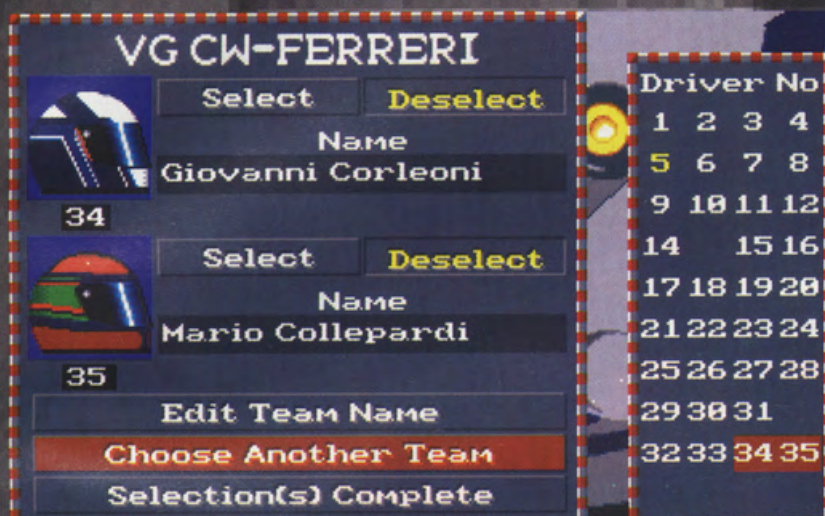 VG CW-FERRERI
Select Deselect
Name
Giovanni Corleoni
34
Select Deselect
Name
Mario Collepardi
35
Edit Team Name
Choose Another Team
Selection(s) Complete
Driver No
1 2 3 4
5 6 7 8
9 10 11 12
14 15 16
17 18 19 20
21 22 23 24
25 26 27 28
29 30 31
32 33 34 35